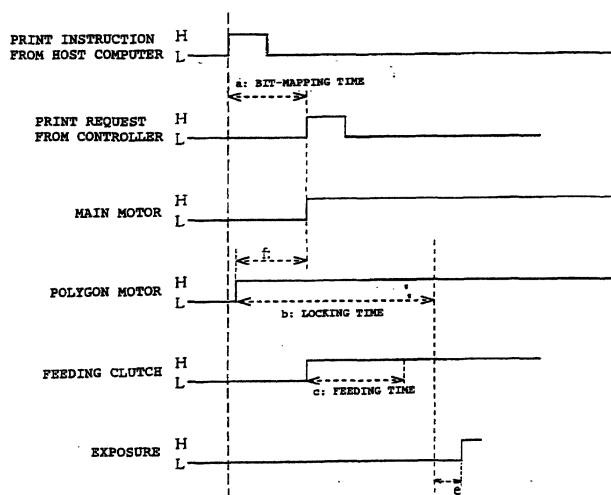 PRINT INSTRUCTION
FROM HOST COMPUTER
H
L
a: BIT-MAPPING TIME
PRINT REQUEST
FROM CONTROLLER
H
L
MAIN MOTOR
H
L
f:
POLYGON MOTOR
H
L
b: LOCKING TIME
FEEDING CLUTCH
H
L
c: FEEDING TIME
EXPOSURE
H
L
e